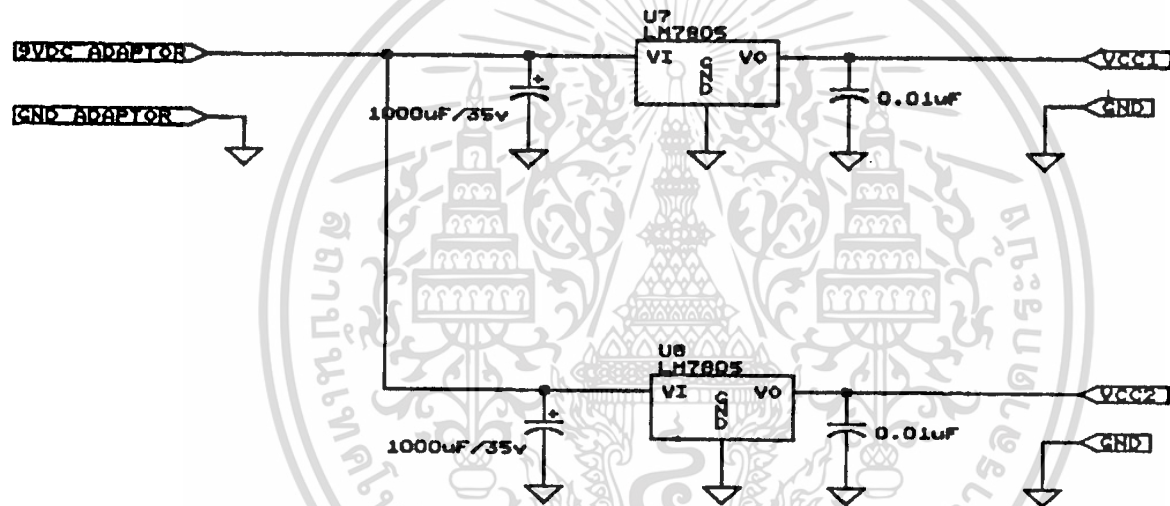 U7
LM7805
9VDC ADAPTOR
VI
GND
VO
VCC1
1000uF/35v
+
0.01uF
GND ADAPTOR
GND
U8
LM7805
VI
GND
VO
VCC2
1000uF/35v
+
0.01uF
GND